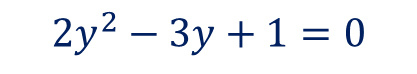 2y² − 3y + 1 = 0